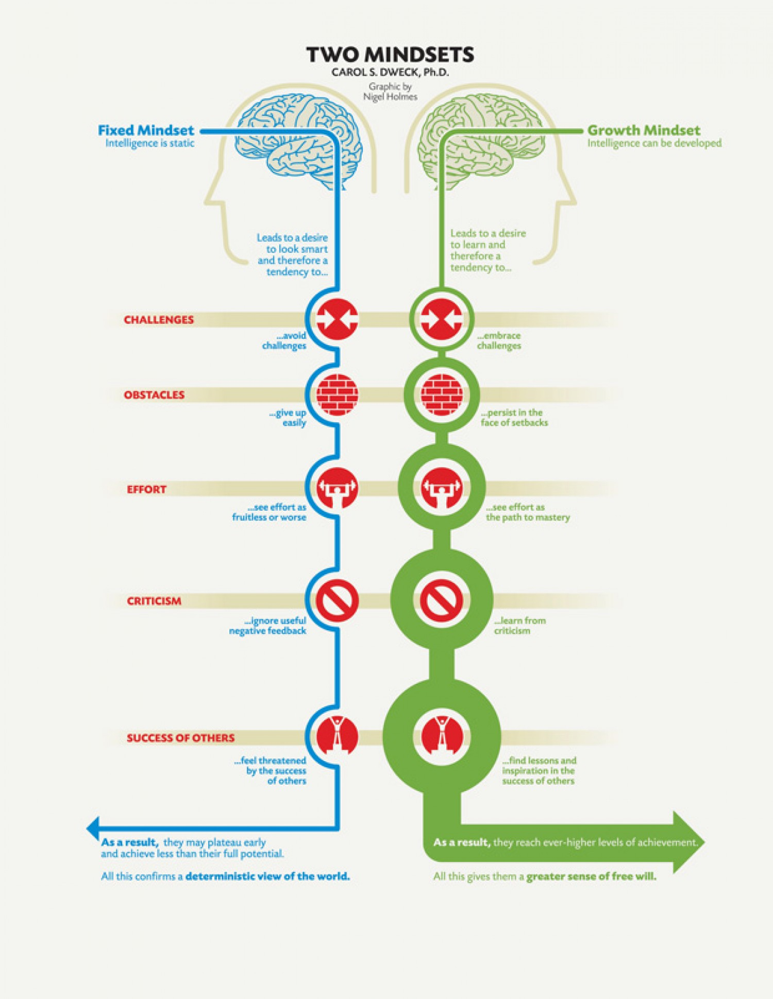 TWO MINDSETS
CAROL S. DWECK, Ph.D.
Graphic by
Nigel Holmes
Fixed Mindset
Intelligence is static
Growth Mindset
Intelligence can be developed
Leads to a desire
to look smart
and therefore a
tendency to...
Leads to a desire
to learn and
therefore a
tendency to...
CHALLENGES
...avoid
challenges
...embrace
challenges
OBSTACLES
...give up
easily
...persist in the
face of setbacks
EFFORT
...see effort as
fruitless or worse
...see effort as
the path to mastery
CRITICISM
...ignore useful
negative feedback
...learn from
criticism
SUCCESS OF OTHERS
...feel threatened
by the success
of others
...find lessons and
inspiration in the
success of others
As a result, they may plateau early
and achieve less than their full potential.
All this confirms a deterministic view of the world.
As a result, they reach ever-higher levels of achievement.
All this gives them a greater sense of free will.